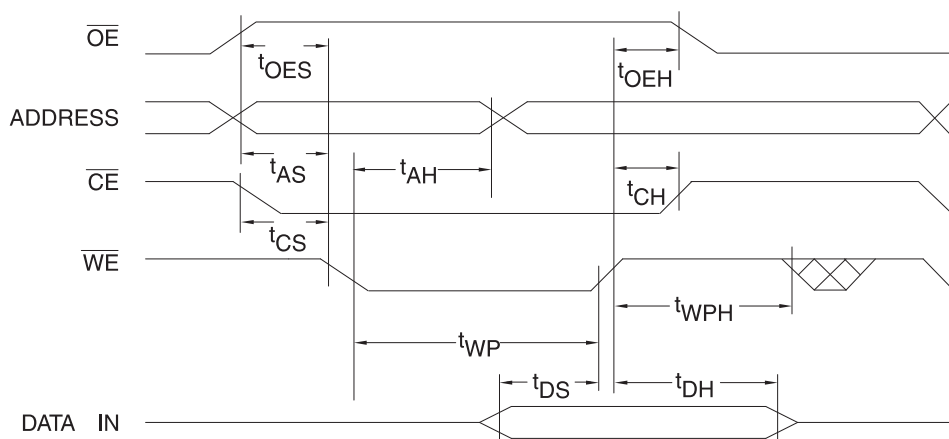 OE
tOES
tOEH
ADDRESS
tAS
tAH
tCH
CE
tCS
WE
tWPH
tWP
tDS
tDH
DATA IN